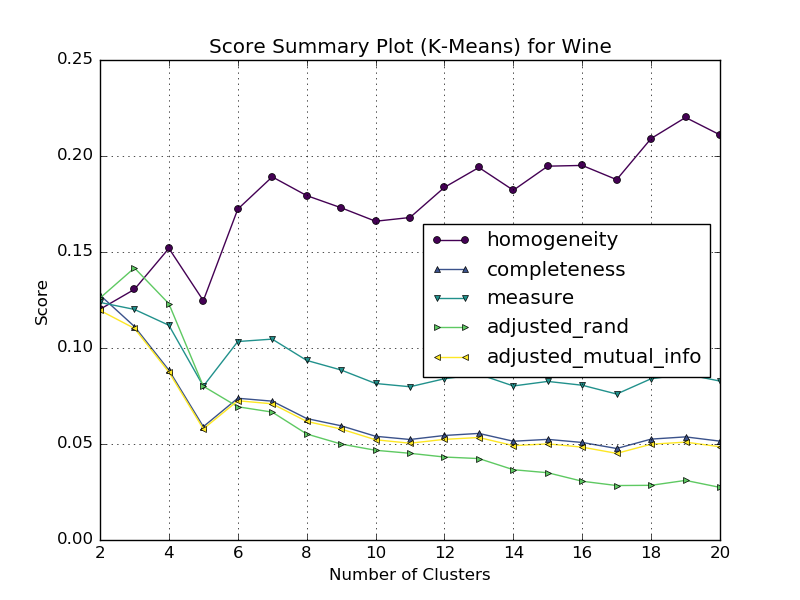 Score Summary Plot (K-Means) for Wine
0.25
0.20
0.15
0.10
0.05
0.00
Score
homogeneity
completeness
measure
adjusted_rand
adjusted_mutual_info
2 4 6 8 10 12 14 16 18 20
Number of Clusters